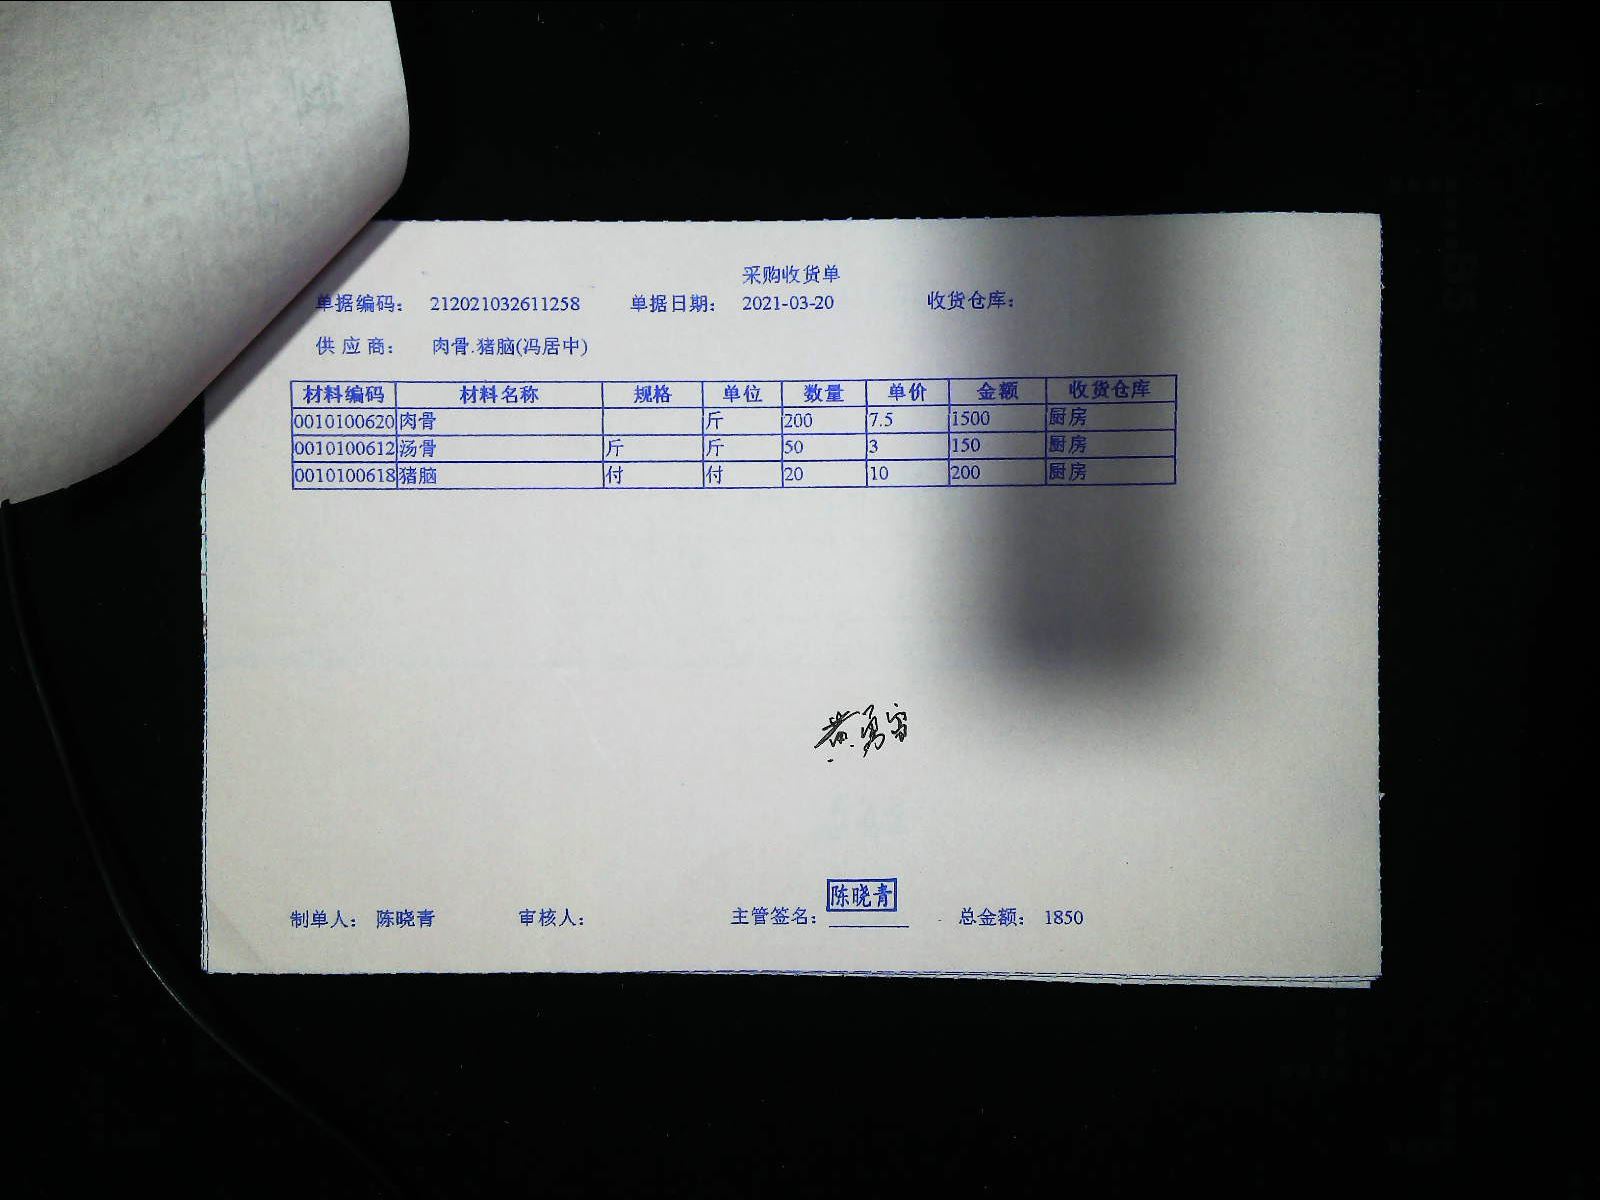 采购收货单
单据编码： 212021032611258 单据日期： 2021-03-20 收货仓库：
供 应 商： 肉骨.猪脑(冯居中)
材料编码 材料名称 规格 单位 数量 单价 金额 收货仓库
0010100620 肉骨 斤 200 7.5 1500 厨房
0010100612 汤骨 斤 斤 50 3 150 厨房
0010100618 猪脑 付 付 20 10 200 厨房
黄勇
陈晓青
制单人： 陈晓青 审核人： 主管签名： 总金额： 1850